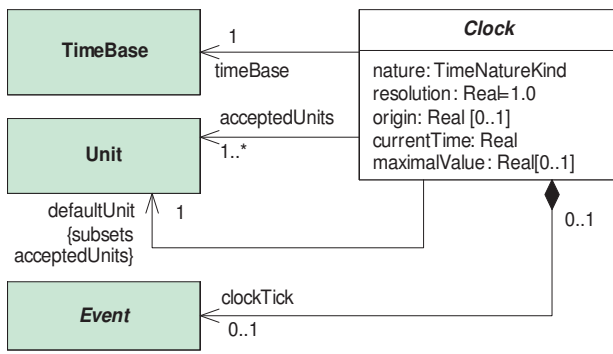 TimeBase
1
timeBase
Clock
nature: TimeNatureKind
resolution: Real=1.0
origin: Real [0..1]
currentTime: Real
maximalValue: Real[0..1]
Unit
acceptedUnits
1..*
defaultUnit
{subsets
acceptedUnits}
1
0..1
Event
clockTick
0..1